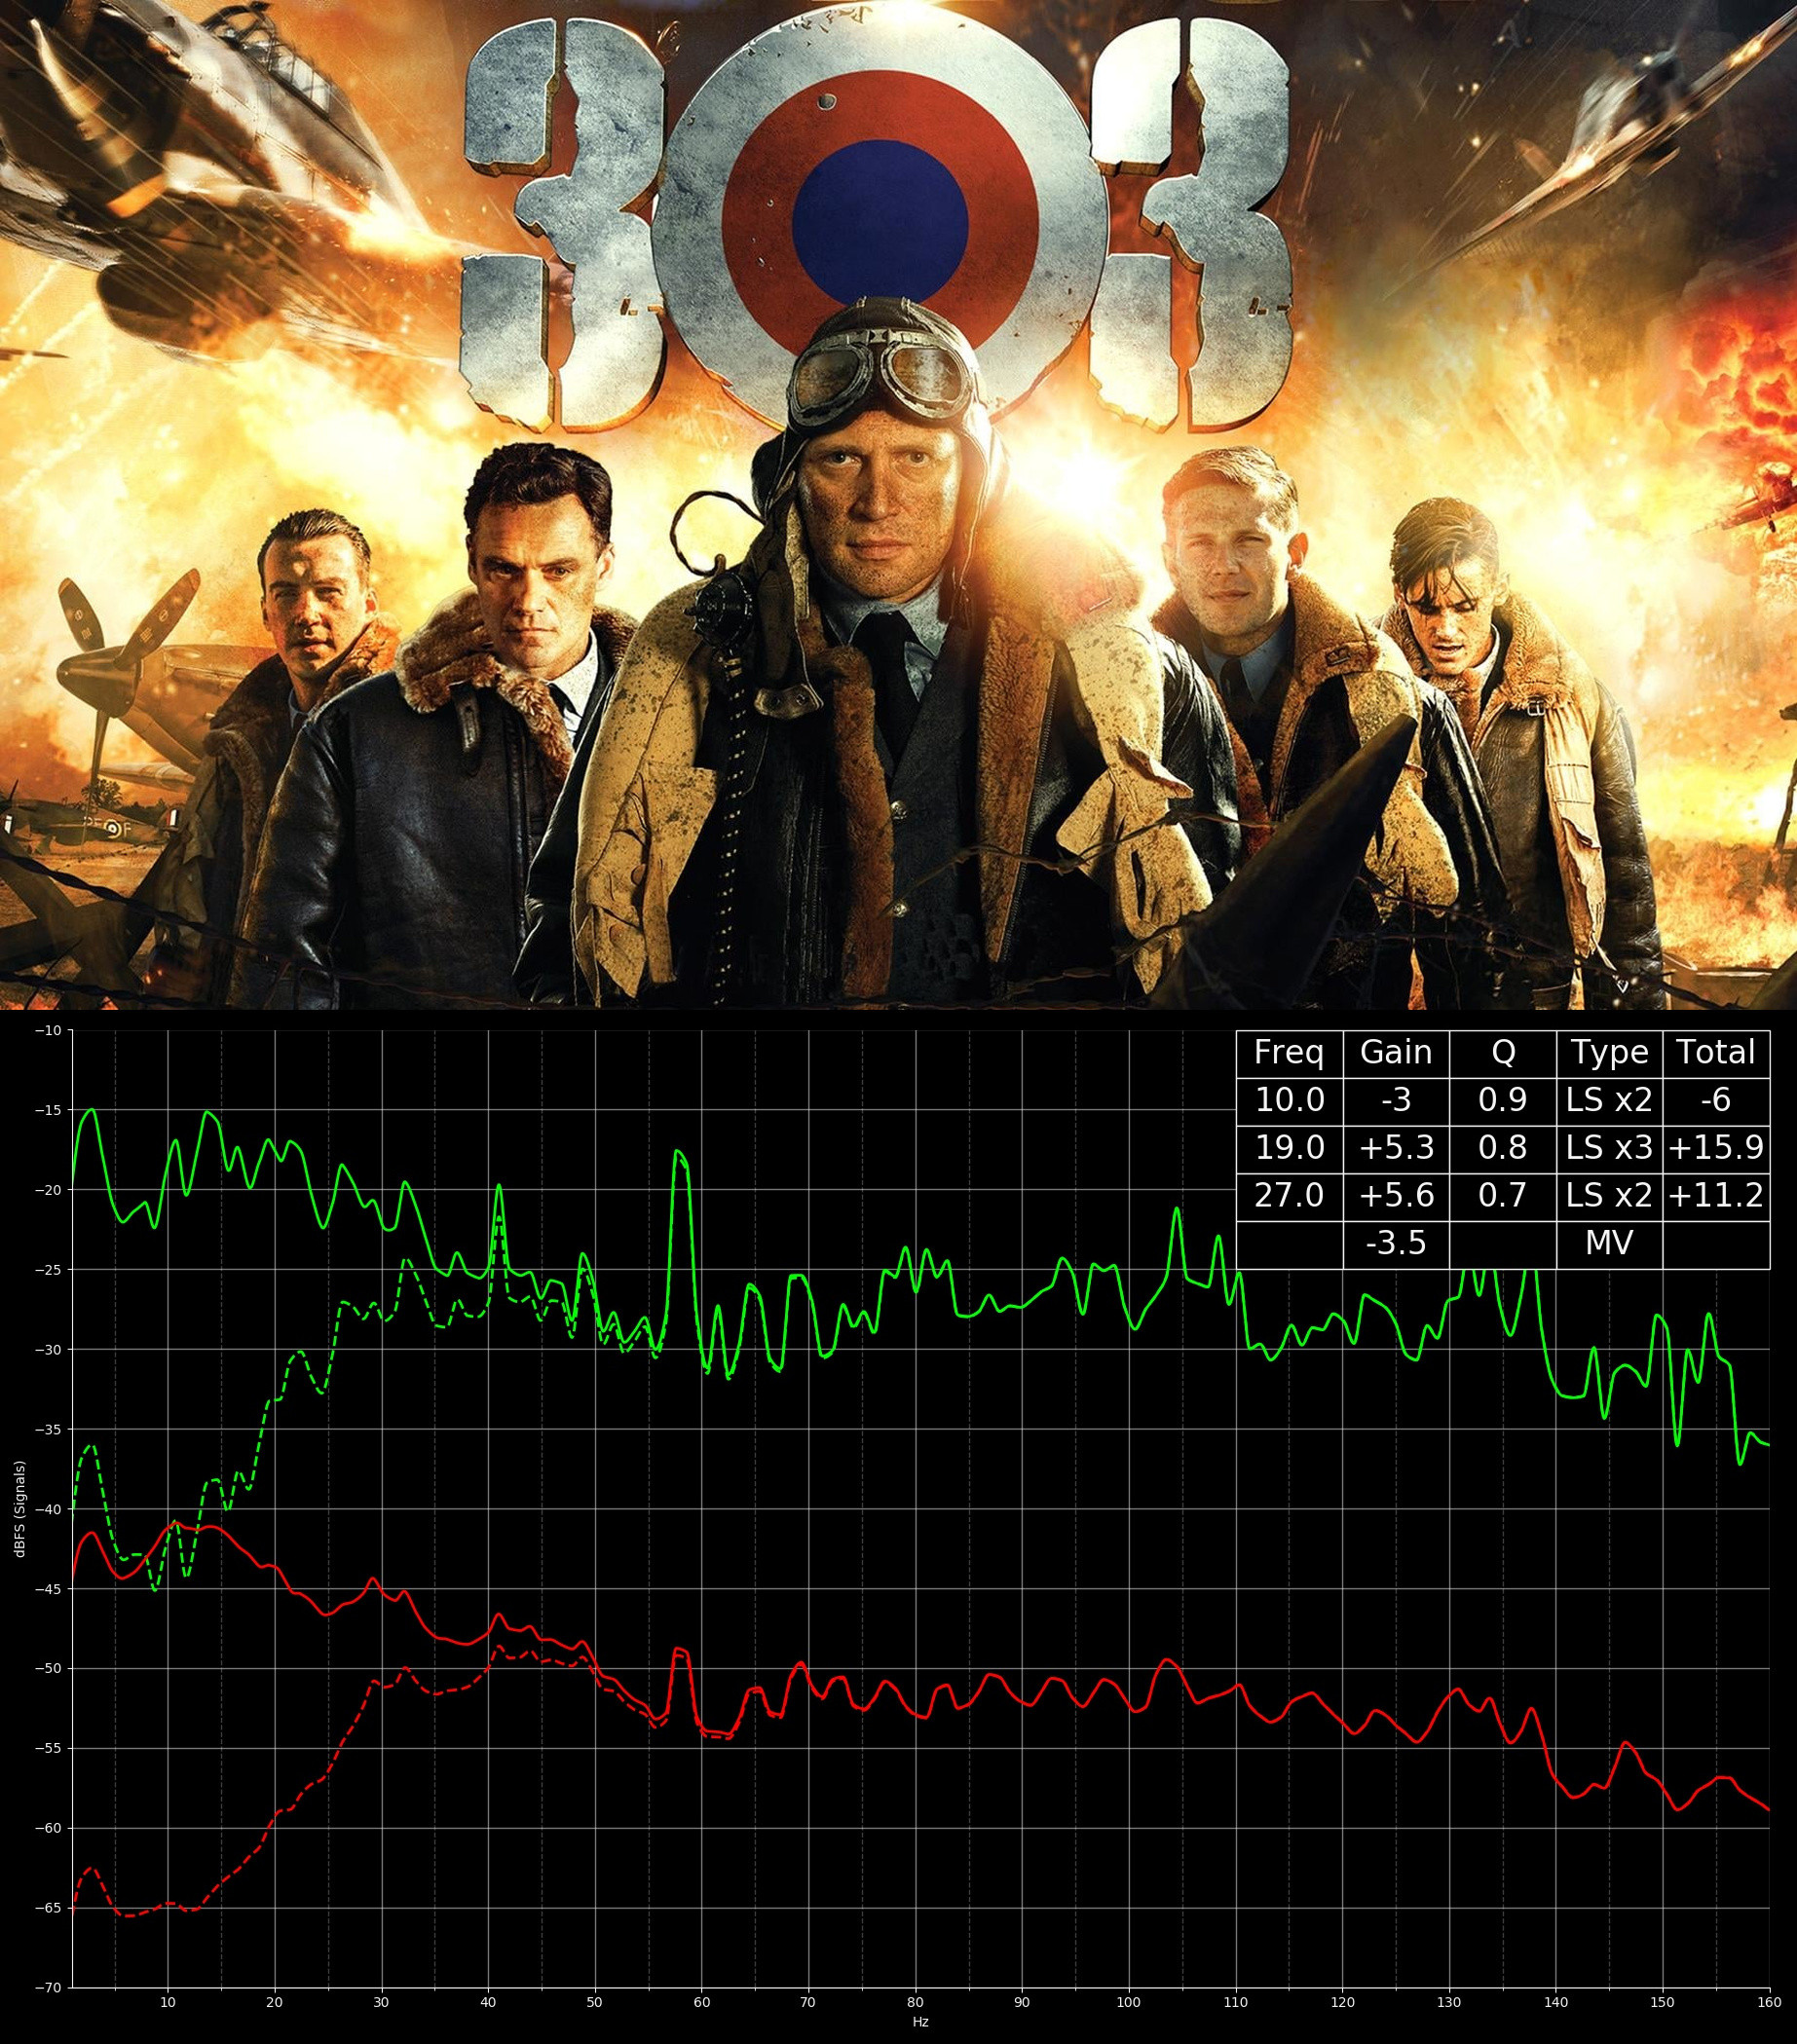 303
−10
−15
−20
−25
−30
−35
−40
−45
−50
−55
−60
−65
−70
dBFS (Signals)
Freq Gain Q Type Total
10.0 -3 0.9 LS x2 -6
19.0 +5.3 0.8 LS x3 +15.9
27.0 +5.6 0.7 LS x2 +11.2
-3.5 MV
10 20 30 40 50 60 70 80 90 100 110 120 130 140 150 160
Hz